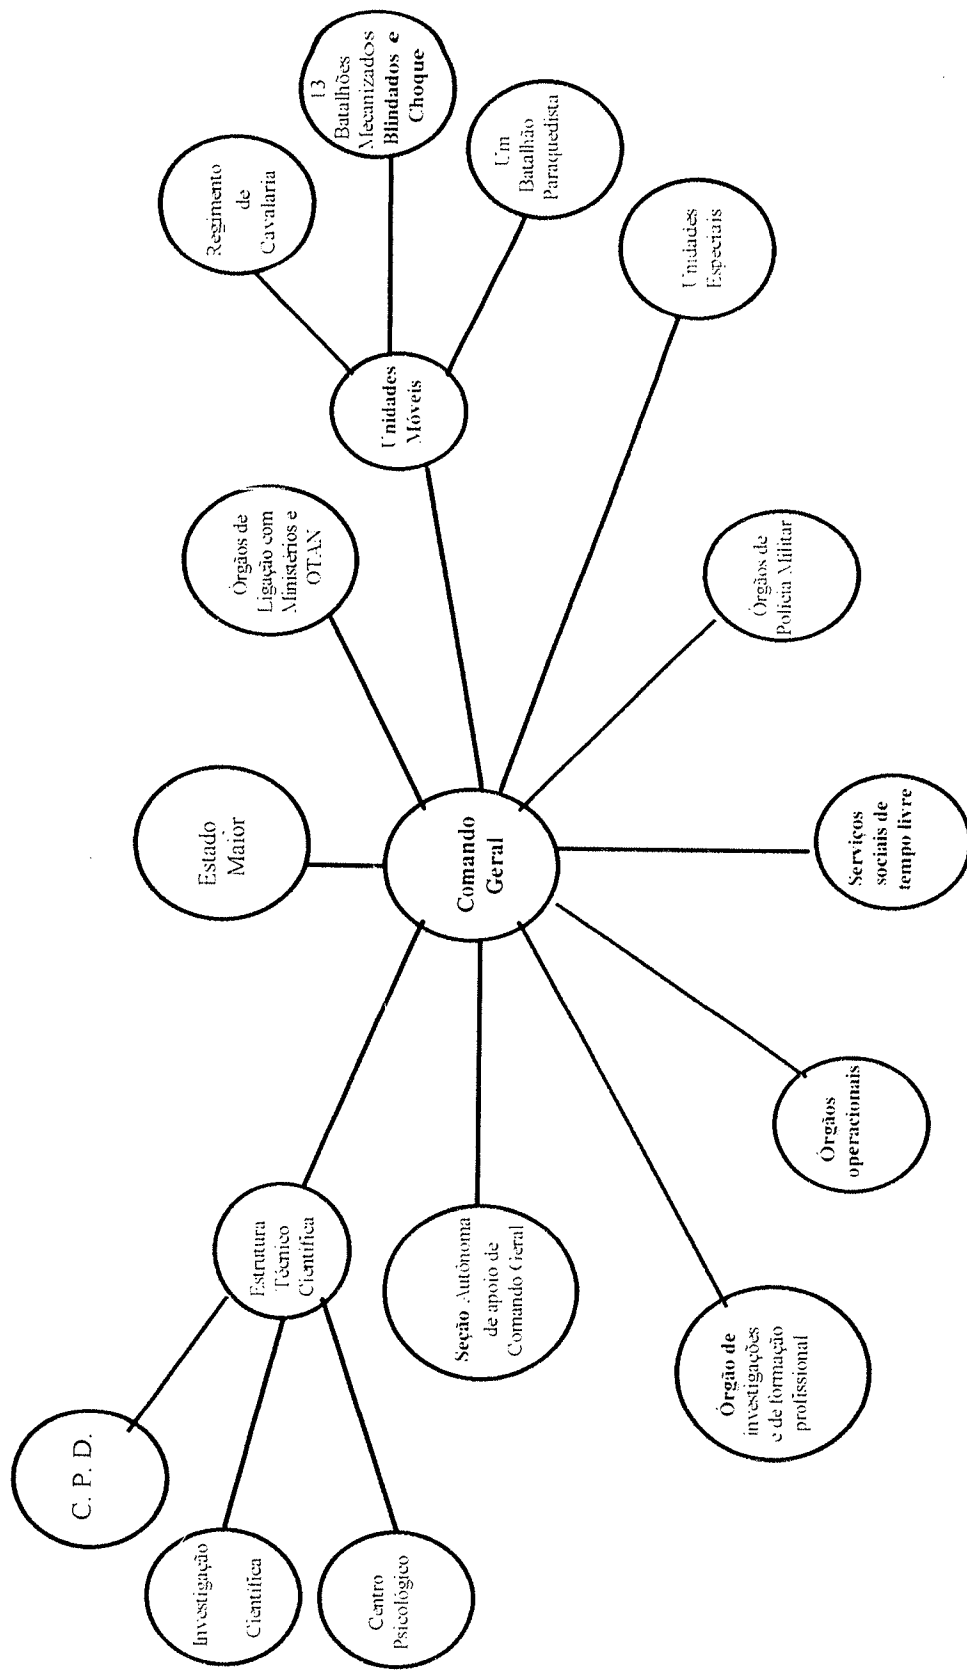 C. P. D.
Investigação
Científica
Centro
Psicológico
Estrutura
Técnico
Científica
Estado
Maior
Órgãos de
Ligação com
Ministérios e
OTAN
Regimento
de
Cavalaria
13
Batalhões
Mecanizados
Blindados e
Choque
Um
Batalhão
Paraquedista
Unidades
Móveis
Comando
Geral
Seção Autônoma
de apoio de
Comando Geral
Unidades
Especiais
Órgão de
investigações
e de formação
profissional
Órgãos
operacionais
Serviços
sociais de
tempo livre
Órgãos de
Polícia Militar